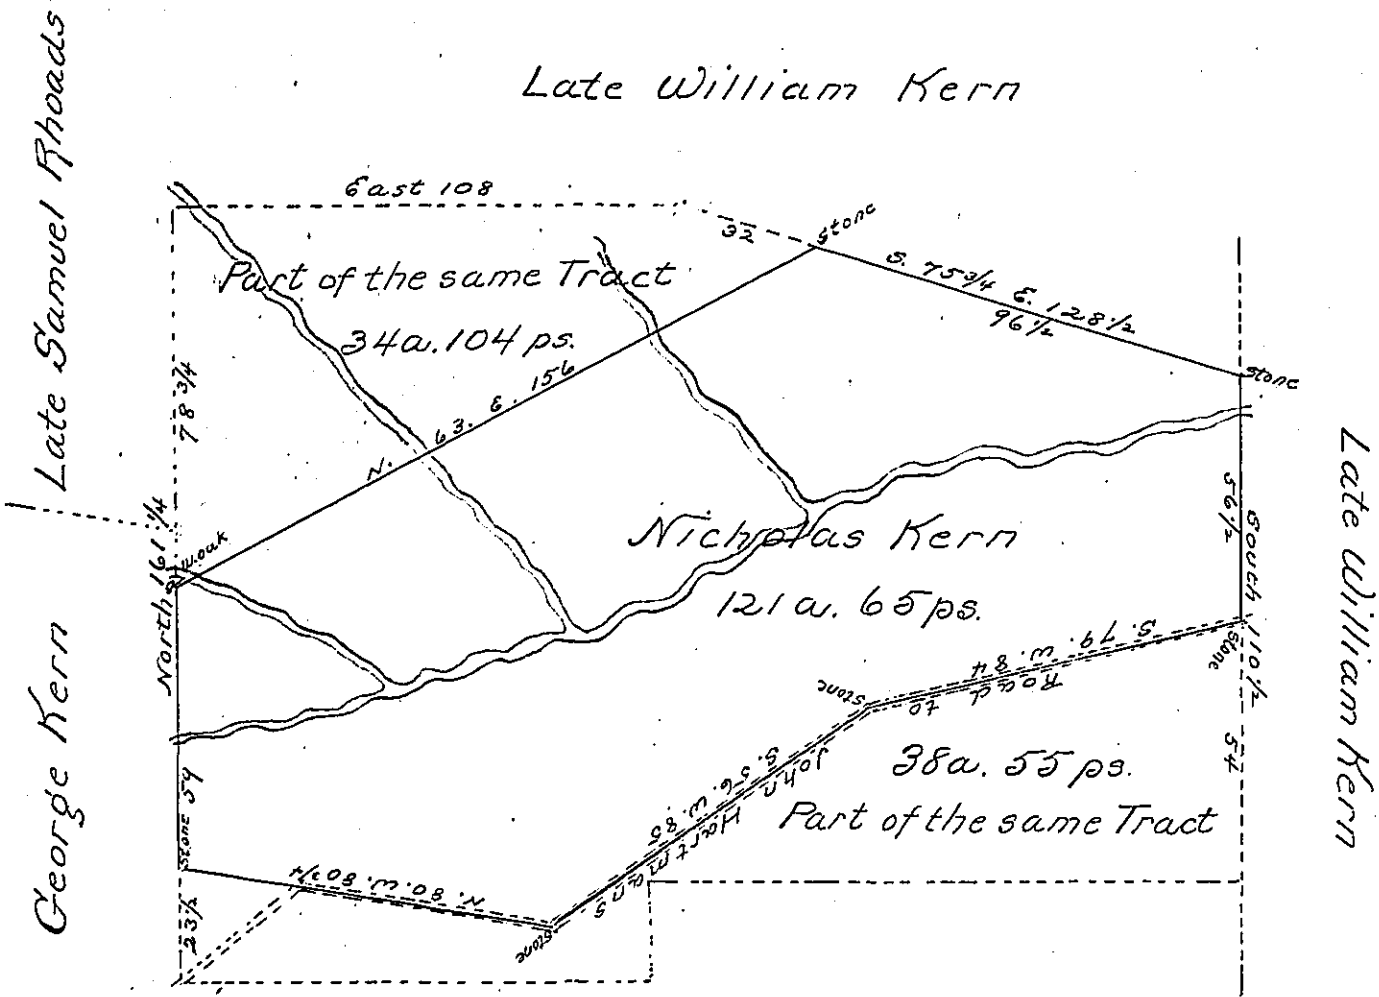 Late William Kern
Late Samuel Rhoads
East 108
32
Stone
S. 75 3/4 E. 128 1/2
96 1/2
Stone
Part of the same Tract
34a. 104 ps.
78 3/4
N. 63. E. 156
North 161 1/4
W. oak
Nicholas Kern
121 a. 65 ps.
56 1/2
South 110 1/2
Late William Kern
George Kern
S. 79. W. 84
Stone
Stone
Road to John Hartmans
S. 56. W. 85
38a. 55 ps.
Part of the same Tract
54
Stone 59
N. 80. W. 80 3/4
23 1/2
Stone